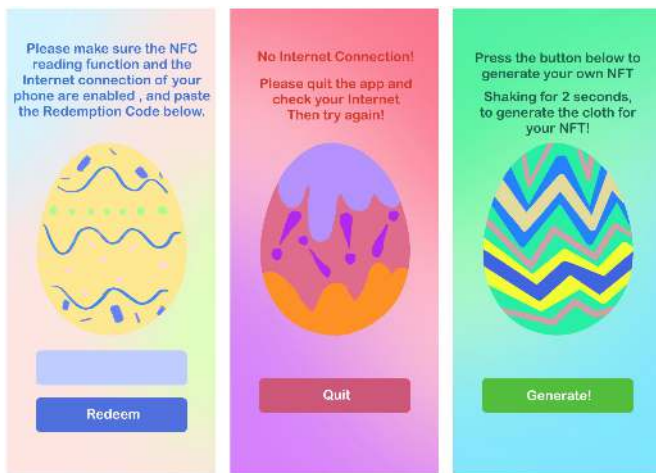 Please make sure the NFC
reading function and the
Internet connection of your
phone are enabled , and paste
the Redemption Code below.
Redeem
No Internet Connection!
Please quit the app and
check your Internet
Then try again!
Quit
Press the button below to
generate your own NFT
Shaking for 2 seconds,
to generate the cloth for
your NFT!
Generate!